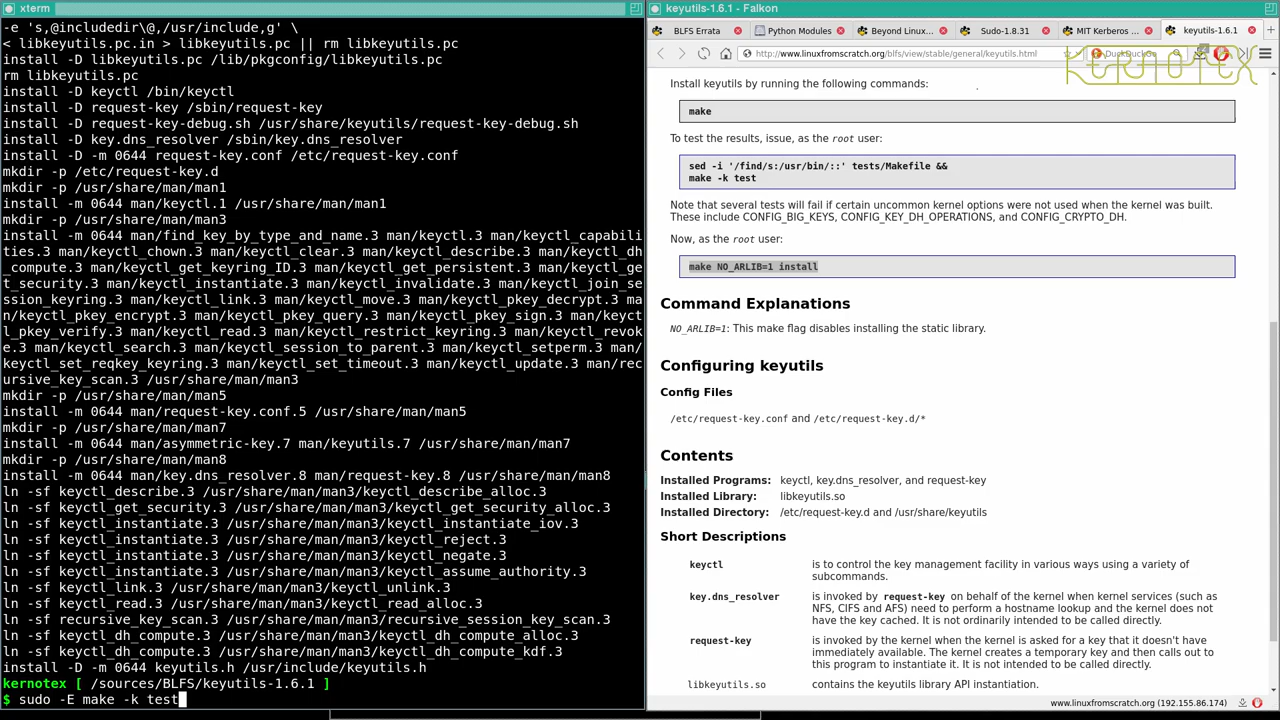 xterm
-e 's,@includedir\@,/usr/include,g' \
< libkeyutils.pc.in > libkeyutils.pc || rm libkeyutils.pc
install -D libkeyutils.pc /lib/pkgconfig/libkeyutils.pc
rm libkeyutils.pc
install -D keyctl /bin/keyctl
install -D request-key /sbin/request-key
install -D request-key-debug.sh /usr/share/keyutils/request-key-debug.sh
install -D key.dns_resolver /sbin/key.dns_resolver
install -D -m 0644 request-key.conf /etc/request-key.conf
mkdir -p /etc/request-key.d
mkdir -p /usr/share/man/man1
install -m 0644 man/keyctl.1 /usr/share/man/man1
mkdir -p /usr/share/man/man3
install -m 0644 man/find_key_by_type_and_name.3 man/keyctl.3 man/keyctl_capabili
ties.3 man/keyctl_chown.3 man/keyctl_clear.3 man/keyctl_describe.3 man/keyctl_dh
_compute.3 man/keyctl_get_keyring_ID.3 man/keyctl_get_persistent.3 man/keyctl_ge
t_security.3 man/keyctl_instantiate.3 man/keyctl_invalidate.3 man/keyctl_join_se
ssion_keyring.3 man/keyctl_link.3 man/keyctl_move.3 man/keyctl_pkey_decrypt.3 ma
n/keyctl_pkey_encrypt.3 man/keyctl_pkey_query.3 man/keyctl_pkey_sign.3 man/keyct
l_pkey_verify.3 man/keyctl_read.3 man/keyctl_restrict_keyring.3 man/keyctl_revok
e.3 man/keyctl_search.3 man/keyctl_session_to_parent.3 man/keyctl_setperm.3 man/
keyctl_set_reqkey_keyring.3 man/keyctl_set_timeout.3 man/keyctl_update.3 man/rec
ursive_key_scan.3 /usr/share/man/man3
mkdir -p /usr/share/man/man5
install -m 0644 man/request-key.conf.5 /usr/share/man/man5
mkdir -p /usr/share/man/man7
install -m 0644 man/asymmetric-key.7 man/keyutils.7 /usr/share/man/man7
mkdir -p /usr/share/man/man8
install -m 0644 man/key.dns_resolver.8 man/request-key.8 /usr/share/man/man8
ln -sf keyctl_describe.3 /usr/share/man/man3/keyctl_describe_alloc.3
ln -sf keyctl_get_security.3 /usr/share/man/man3/keyctl_get_security_alloc.3
ln -sf keyctl_instantiate.3 /usr/share/man/man3/keyctl_instantiate_iov.3
ln -sf keyctl_instantiate.3 /usr/share/man/man3/keyctl_reject.3
ln -sf keyctl_instantiate.3 /usr/share/man/man3/keyctl_negate.3
ln -sf keyctl_instantiate.3 /usr/share/man/man3/keyctl_assume_authority.3
ln -sf keyctl_link.3 /usr/share/man/man3/keyctl_unlink.3
ln -sf keyctl_read.3 /usr/share/man/man3/keyctl_read_alloc.3
ln -sf recursive_key_scan.3 /usr/share/man/man3/recursive_session_key_scan.3
ln -sf keyctl_dh_compute.3 /usr/share/man/man3/keyctl_dh_compute_alloc.3
ln -sf keyctl_dh_compute.3 /usr/share/man/man3/keyctl_dh_compute_kdf.3
install -D -m 0644 keyutils.h /usr/include/keyutils.h
kernotex [ /sources/BLFS/keyutils-1.6.1 ]
$ sudo -E make -k test
keyutils-1.6.1 - Falkon
BLFS Errata
Python Modules
Beyond Linux...
Sudo-1.8.31
MIT Kerberos ...
keyutils-1.6.1
http://www.linuxfromscratch.org/blfs/view/stable/general/keyutils.html
DuckDuckGo
KERNOTEX
Install keyutils by running the following commands:
make
To test the results, issue, as the root user:
sed -i '/find/s:/usr/bin/::' tests/Makefile &&
make -k test
Note that several tests will fail if certain uncommon kernel options were not used when the kernel was built.
These include CONFIG_BIG_KEYS, CONFIG_KEY_DH_OPERATIONS, and CONFIG_CRYPTO_DH.
Now, as the root user:
make NO_ARLIB=1 install
Command Explanations
NO_ARLIB=1: This make flag disables installing the static library.
Configuring keyutils
Config Files
/etc/request-key.conf and /etc/request-key.d/*
Contents
Installed Programs: keyctl, key.dns_resolver, and request-key
Installed Library: libkeyutils.so
Installed Directory: /etc/request-key.d and /usr/share/keyutils
Short Descriptions
keyctl is to control the key management facility in various ways using a variety of
subcommands.
key.dns_resolver is invoked by request-key on behalf of the kernel when kernel services (such as
NFS, CIFS and AFS) need to perform a hostname lookup and the kernel does not
have the key cached. It is not ordinarily intended to be called directly.
request-key is invoked by the kernel when the kernel is asked for a key that it doesn't have
immediately available. The kernel creates a temporary key and then calls out to
this program to instantiate it. It is not intended to be called directly.
libkeyutils.so contains the keyutils library API instantiation.
www.linuxfromscratch.org (192.155.86.174)